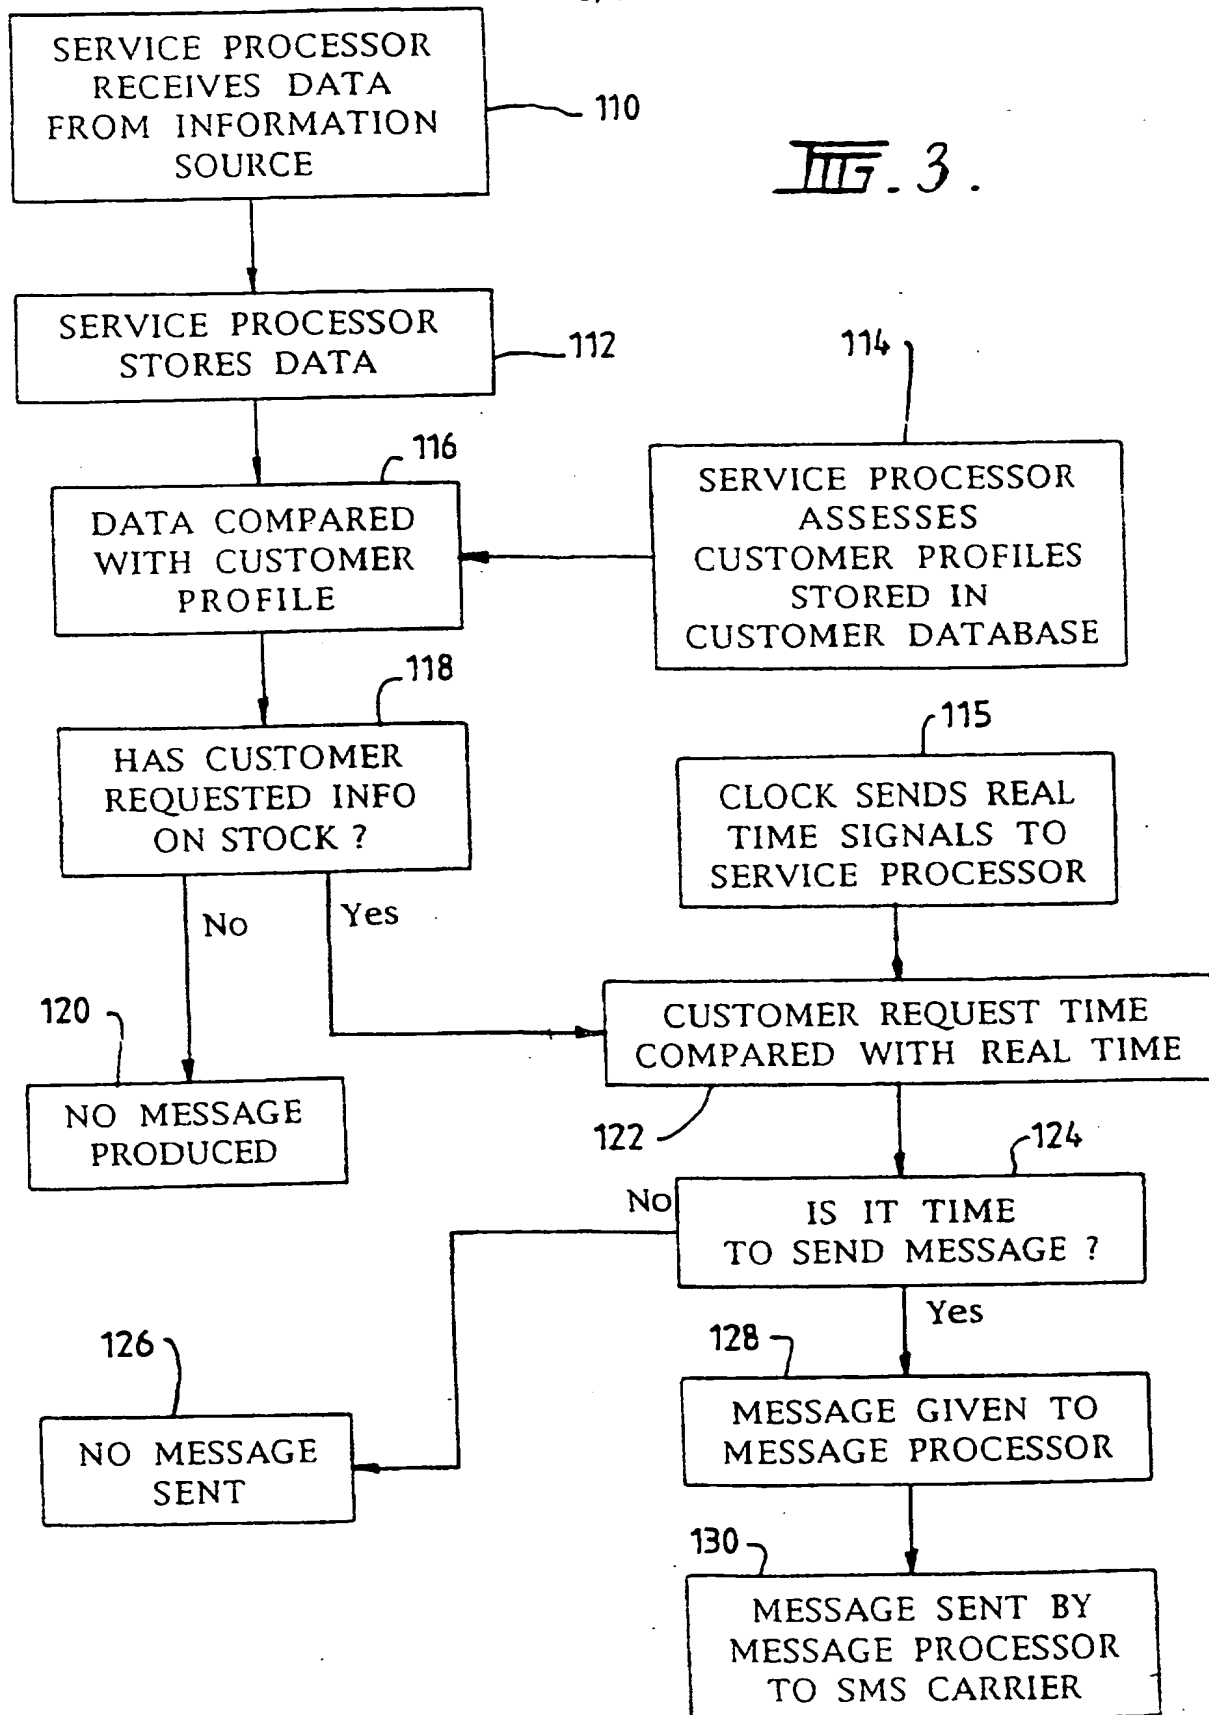 SERVICE PROCESSOR
RECEIVES DATA
FROM INFORMATION
SOURCE
110
FIG. 3.
SERVICE PROCESSOR
STORES DATA
112
114
116
DATA COMPARED
WITH CUSTOMER
PROFILE
SERVICE PROCESSOR
ASSESSES
CUSTOMER PROFILES
STORED IN
CUSTOMER DATABASE
118
HAS CUSTOMER
REQUESTED INFO
ON STOCK ?
115
CLOCK SENDS REAL
TIME SIGNALS TO
SERVICE PROCESSOR
No
Yes
120
NO MESSAGE
PRODUCED
CUSTOMER REQUEST TIME
COMPARED WITH REAL TIME
122
124
No
IS IT TIME
TO SEND MESSAGE ?
Yes
126
NO MESSAGE
SENT
128
MESSAGE GIVEN TO
MESSAGE PROCESSOR
130
MESSAGE SENT BY
MESSAGE PROCESSOR
TO SMS CARRIER